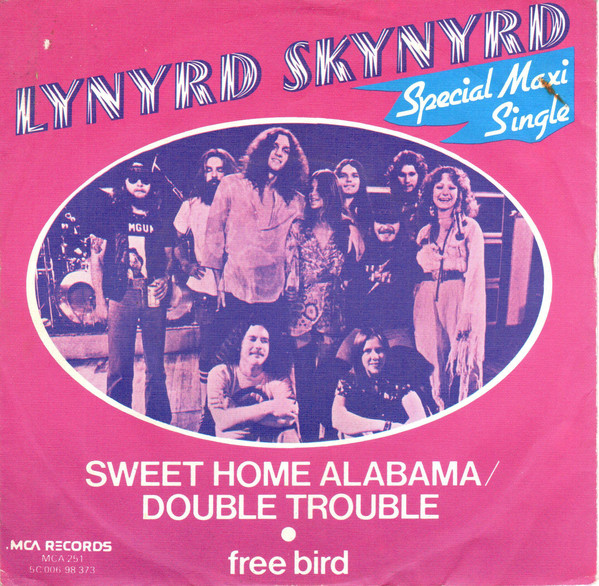 LYNYRD SKYNYRD
Special Maxi
Single
MGUN
SWEET HOME ALABAMA/
DOUBLE TROUBLE
•
free bird
MCA RECORDS
MCA 251
5C 006 98 373